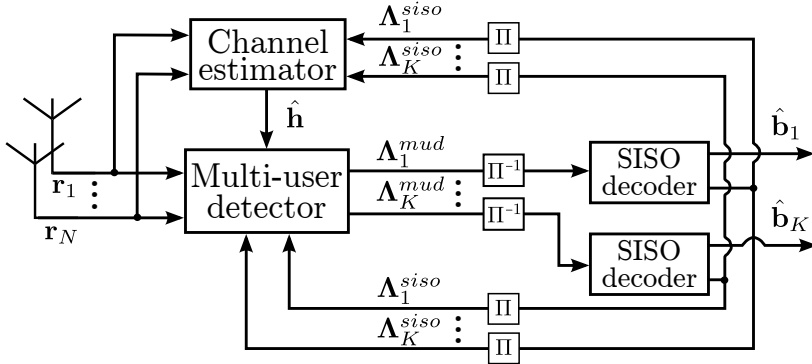 Λ_1^{siso}
Π
Channel estimator
Λ_K^{siso}
⋮
Π
ĥ
Multi-user detector
r_1
⋮
r_N
Λ_1^{mud}
Π^{-1}
SISO decoder
b̂_1
Λ_K^{mud}
⋮
Π^{-1}
SISO decoder
b̂_K
Λ_1^{siso}
Π
Λ_K^{siso}
⋮
Π